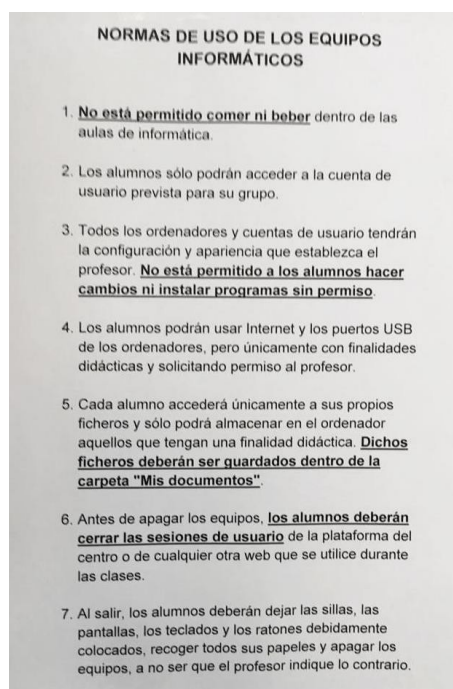 NORMAS DE USO DE LOS EQUIPOS
INFORMÁTICOS
1. No está permitido comer ni beber dentro de las
aulas de informática.
2. Los alumnos sólo podrán acceder a la cuenta de
usuario prevista para su grupo.
3. Todos los ordenadores y cuentas de usuario tendrán
la configuración y apariencia que establezca el
profesor. No está permitido a los alumnos hacer
cambios ni instalar programas sin permiso.
4. Los alumnos podrán usar Internet y los puertos USB
de los ordenadores, pero únicamente con finalidades
didácticas y solicitando permiso al profesor.
5. Cada alumno accederá únicamente a sus propios
ficheros y sólo podrá almacenar en el ordenador
aquellos que tengan una finalidad didáctica. Dichos
ficheros deberán ser guardados dentro de la
carpeta "Mis documentos".
6. Antes de apagar los equipos, los alumnos deberán
cerrar las sesiones de usuario de la plataforma del
centro o de cualquier otra web que se utilice durante
las clases.
7. Al salir, los alumnos deberán dejar las sillas, las
pantallas, los teclados y los ratones debidamente
colocados, recoger todos sus papeles y apagar los
equipos, a no ser que el profesor indique lo contrario.